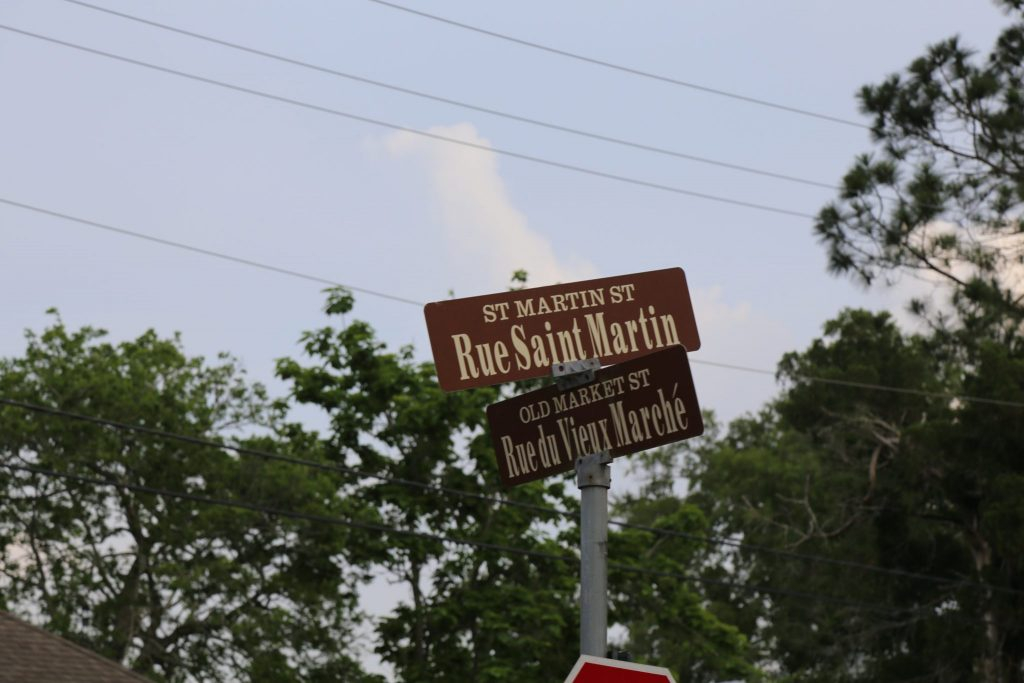 ST MARTIN ST
Rue Saint Martin
OLD MARKET ST
Rue du Vieux Marché